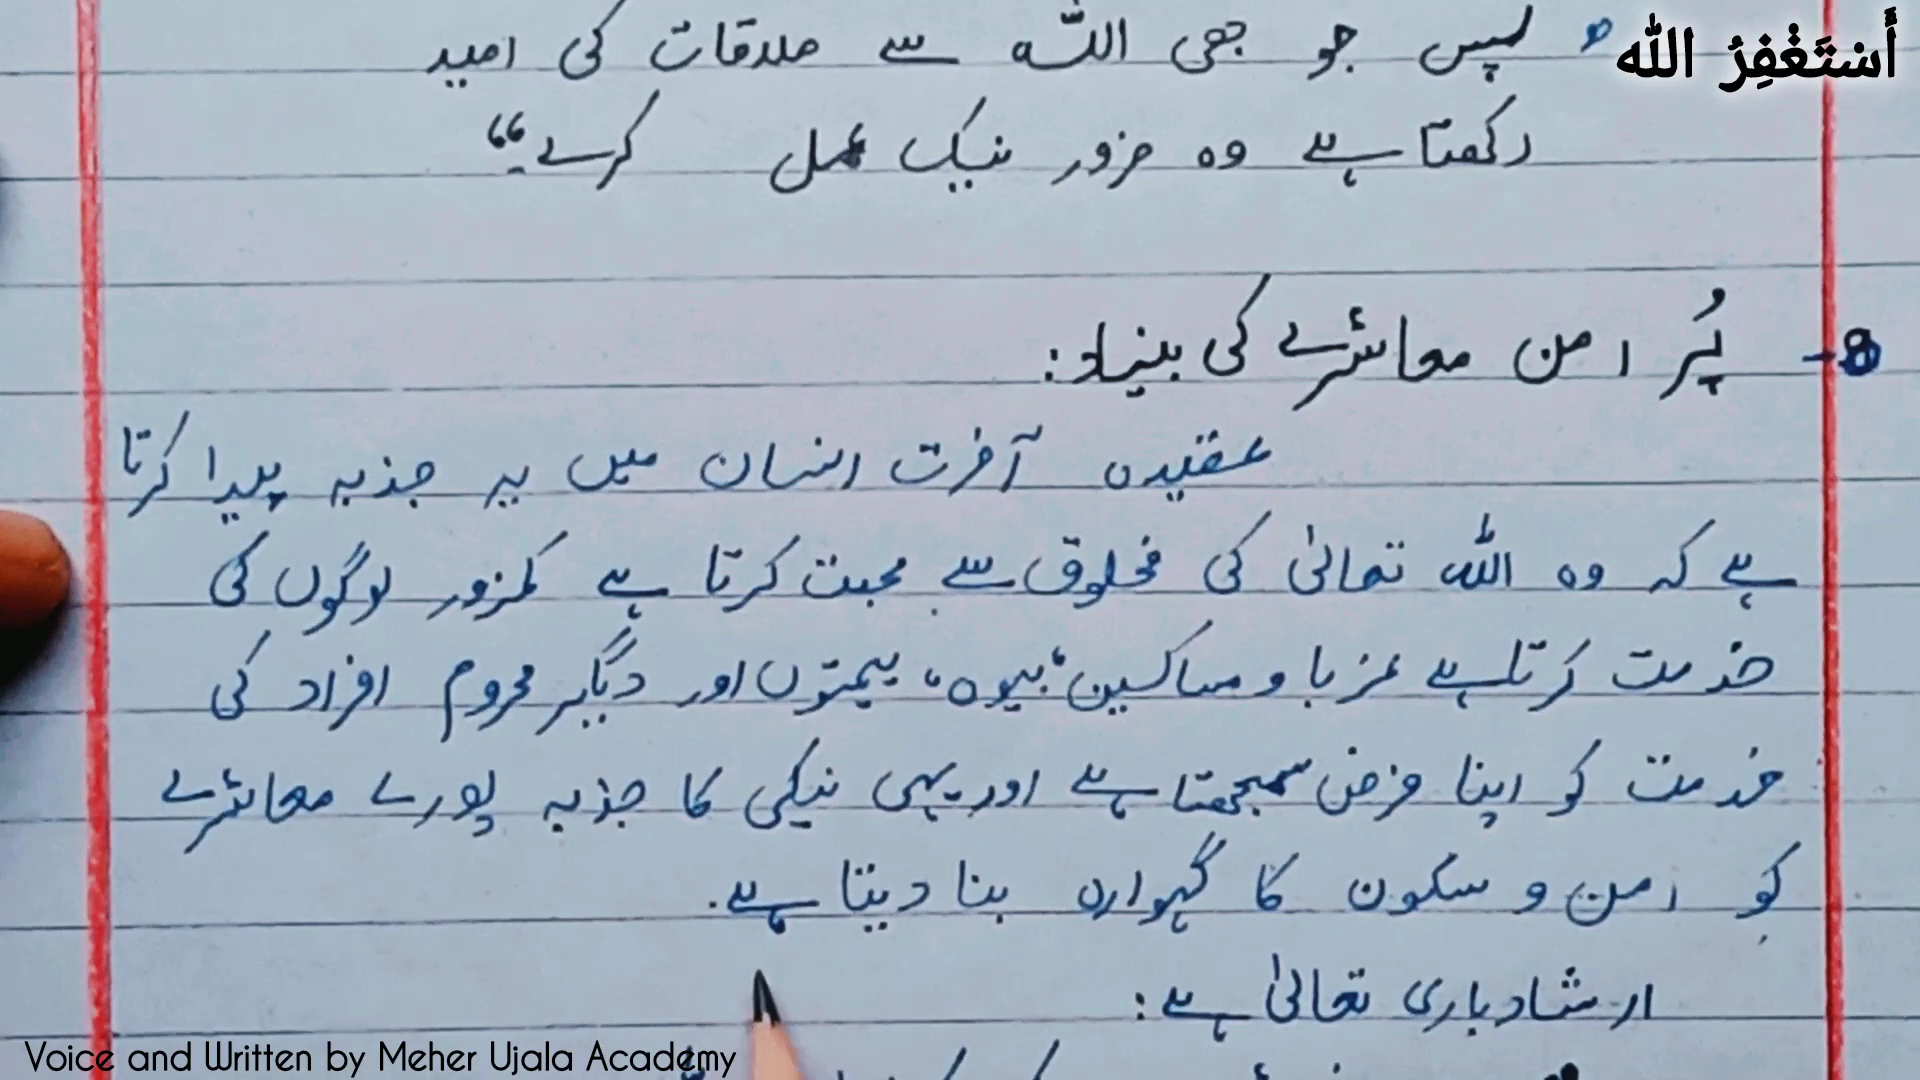 أَسْتَغْفِرُ الله
پس جو بھی اللہ سے ملاقات کی امید
رکھتا ہے وہ ضرور نیک عمل کرے“
8- پُر امن معاشرے کی بنیاد:
عقیدہ آخرت انسان میں یہ جذبہ پیدا کرتا
ہے کہ وہ اللہ تعالیٰ کی مخلوق سے محبت کرتا ہے کمزور لوگوں کی
خدمت کرتا ہے غربا و مساکین، بیوہ، یتیموں اور دیگر محروم افراد کی
خدمت کو اپنا فرض سمجھتا ہے اور یہی نیکی کا جذبہ پورے معاشرے
کو امن و سکون کا گہوارہ بنا دیتا ہے.
ارشاد باری تعالیٰ ہے:
Voice and Written by Meher Ujala Academy